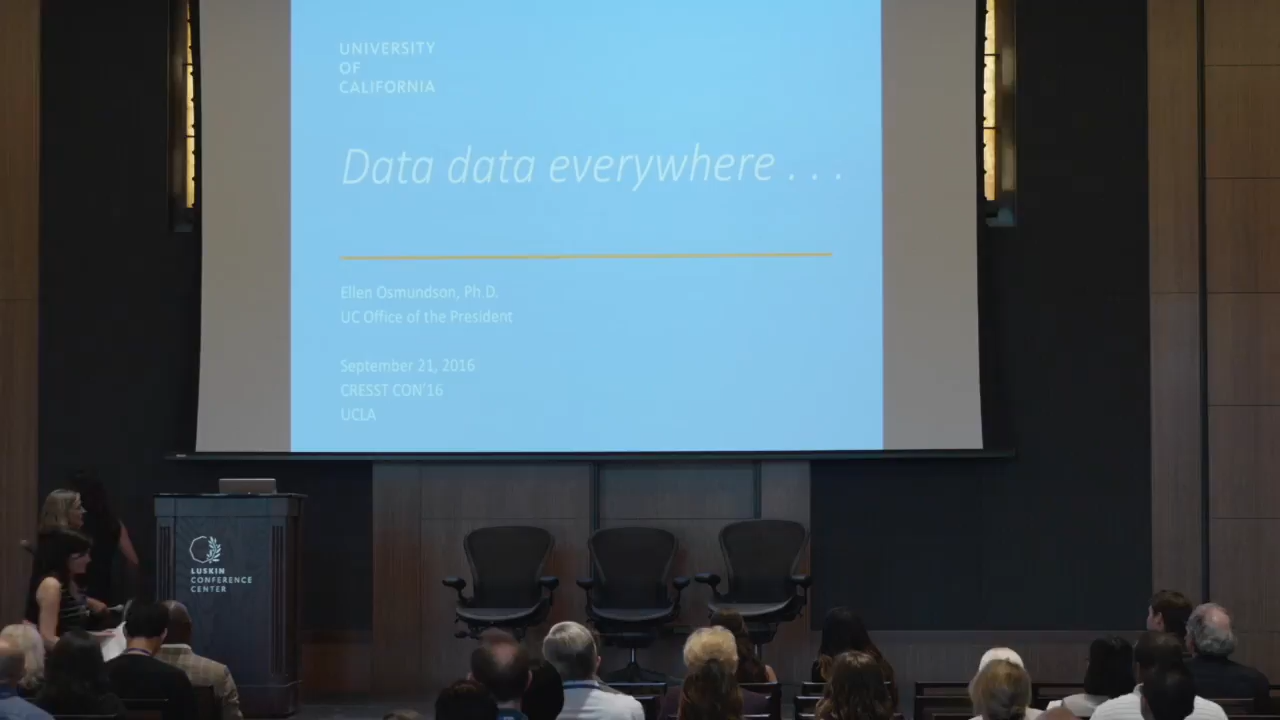 UNIVERSITY
OF
CALIFORNIA
Data data everywhere . . .
Ellen Osmundson, Ph.D.
UC Office of the President
September 21, 2016
CRESST CON'16
UCLA
LUSKIN
CONFERENCE
CENTER